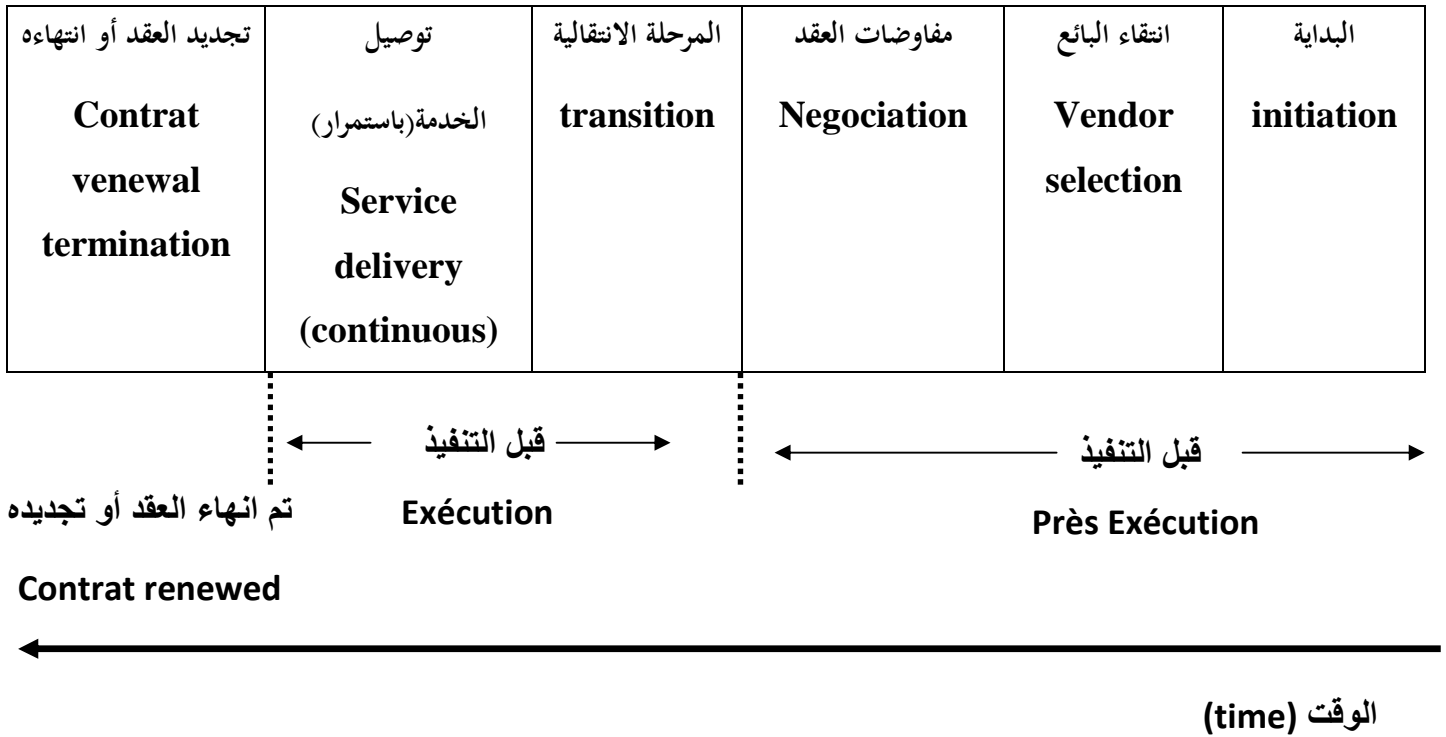 البداية
initiation
انتقاء البائع
Vendor
selection
مفاوضات العقد
Negociation
المرحلة الانتقالية
transition
توصيل
الخدمة(باستمرار)
Service
delivery
(continuous)
تجديد العقد أو انتهاءه
Contrat
venewal
termination
قبل التنفيذ
Près Exécution
قبل التنفيذ
Exécution
تم انهاء العقد أو تجديده
Contrat renewed
الوقت (time)